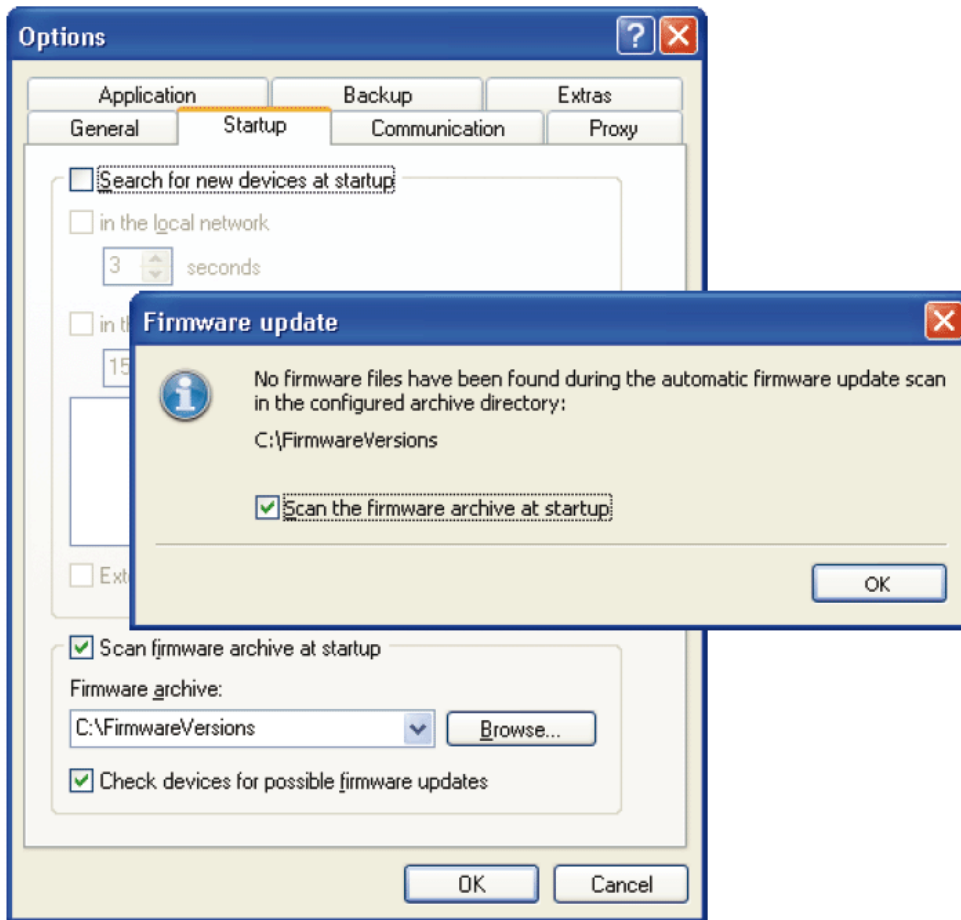 Options
Application Backup Extras
General Startup Communication Proxy
Search for new devices at startup
in the local network
3 seconds
in
15
Firmware update
No firmware files have been found during the automatic firmware update scan
in the configured archive directory:
C:\FirmwareVersions
Scan the firmware archive at startup
OK
Scan firmware archive at startup
Firmware archive:
C:\FirmwareVersions Browse...
Check devices for possible firmware updates
OK Cancel